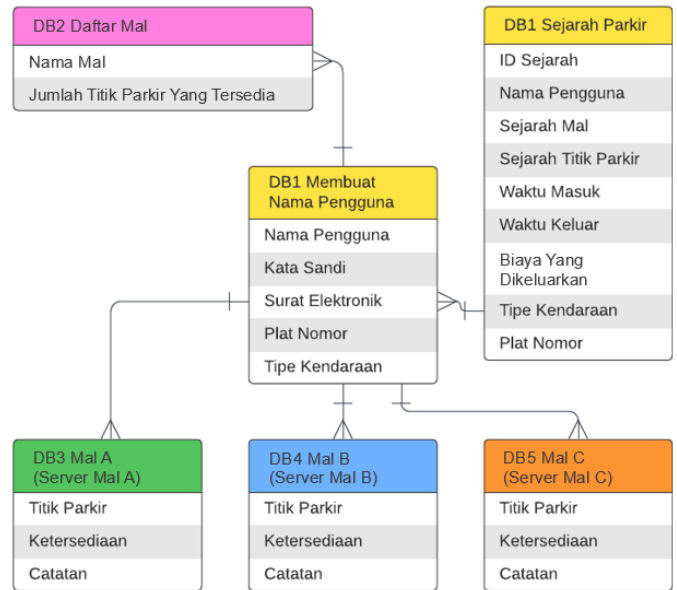 DB2 Daftar Mal
Nama Mal
Jumlah Titik Parkir Yang Tersedia
DB1 Sejarah Parkir
ID Sejarah
Nama Pengguna
Sejarah Mal
Sejarah Titik Parkir
Waktu Masuk
Waktu Keluar
Biaya Yang
Dikeluarkan
Tipe Kendaraan
Plat Nomor
DB1 Membuat
Nama Pengguna
Nama Pengguna
Kata Sandi
Surat Elektronik
Plat Nomor
Tipe Kendaraan
DB3 Mal A
(Server Mal A)
Titik Parkir
Ketersediaan
Catatan
DB4 Mal B
(Server Mal B)
Titik Parkir
Ketersediaan
Catatan
DB5 Mal C
(Server Mal C)
Titik Parkir
Ketersediaan
Catatan